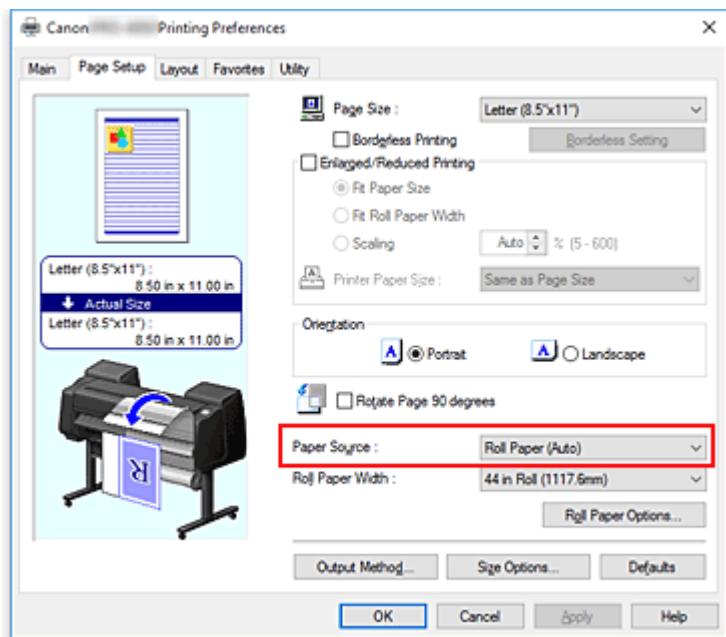 Canon Printing Preferences
Main Page Setup Layout Favorites Utility
Page Size : Letter (8.5"x11")
Borderless Printing Borderless Setting
Enlarged/Reduced Printing
Fit Paper Size
Fit Roll Paper Width
Scaling Auto % (5 - 600)
Printer Paper Size : Same as Page Size
Letter (8.5"x11") :
8.50 in x 11.00 in
Actual Size
Letter (8.5"x11") :
8.50 in x 11.00 in
Orientation
A Portrait A Landscape
Rotate Page 90 degrees
R
Paper Source : Roll Paper (Auto)
Roll Paper Width : 44 in Roll (1117.6mm)
Roll Paper Options...
Output Method... Size Options... Defaults
OK Cancel Apply Help